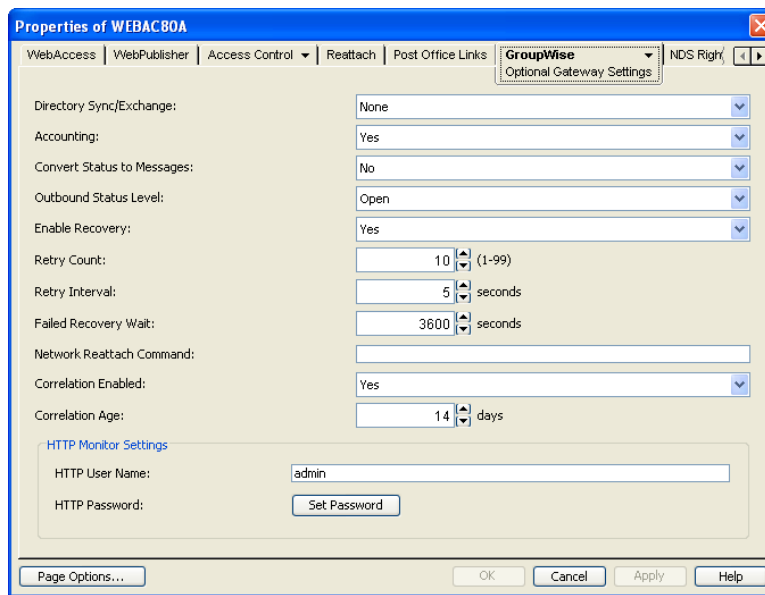 Properties of WEBAC80A
WebAccess WebPublisher Access Control Reattach Post Office Links GroupWise NDS Righ
Optional Gateway Settings
Directory Sync/Exchange: None
Accounting: Yes
Convert Status to Messages: No
Outbound Status Level: Open
Enable Recovery: Yes
Retry Count: 10 (1-99)
Retry Interval: 5 seconds
Failed Recovery Wait: 3600 seconds
Network Reattach Command:
Correlation Enabled: Yes
Correlation Age: 14 days
HTTP Monitor Settings
HTTP User Name: admin
HTTP Password: Set Password
Page Options... OK Cancel Apply Help